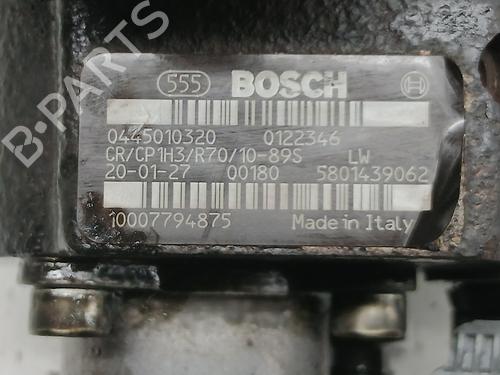 B-PARTS
555 BOSCH
0445010320 0122346
CR/CP1H3/R70/10-89S LW
20-01-27 00180 5801439062
10007794875 Made in Italy